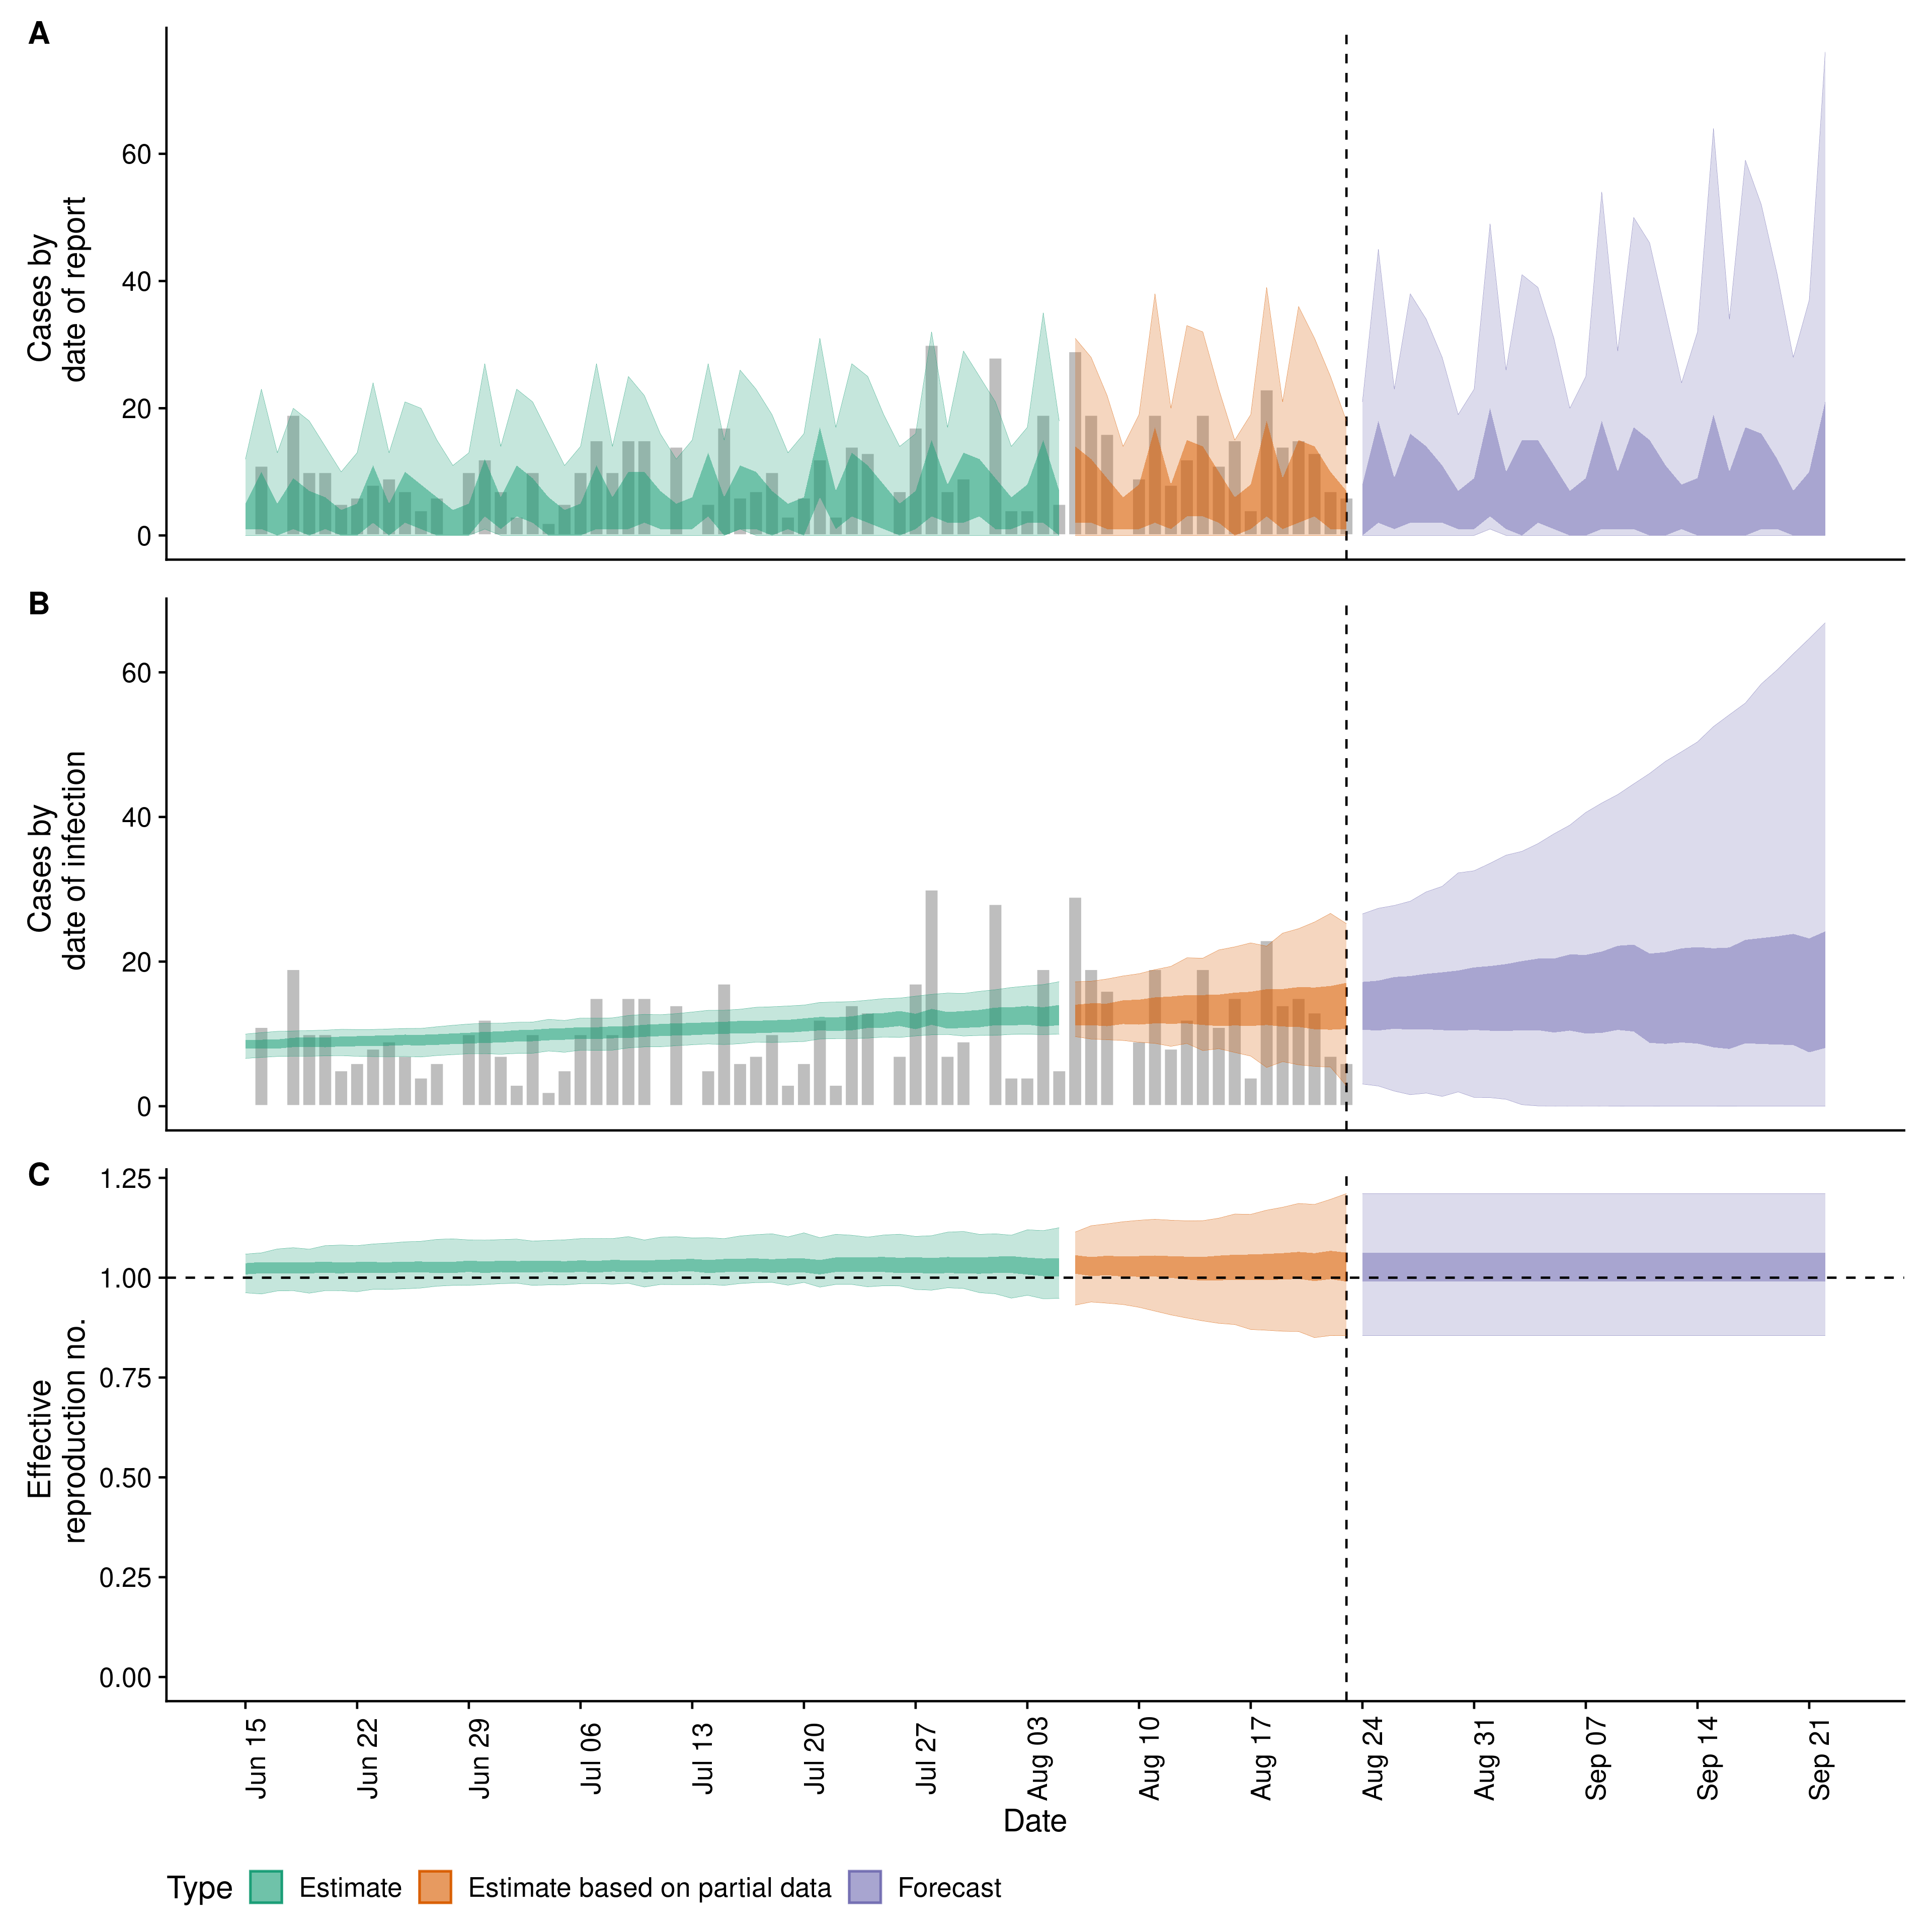 A
Cases by
date of report
60
40
20
0
B
Cases by
date of infection
60
40
20
0
C
Effective
reproduction no.
1.25
1.00
0.75
0.50
0.25
0.00
Jun 15
Jun 22
Jun 29
Jul 06
Jul 13
Jul 20
Jul 27
Aug 03
Aug 10
Aug 17
Aug 24
Aug 31
Sep 07
Sep 14
Sep 21
Date
Type Estimate Estimate based on partial data Forecast